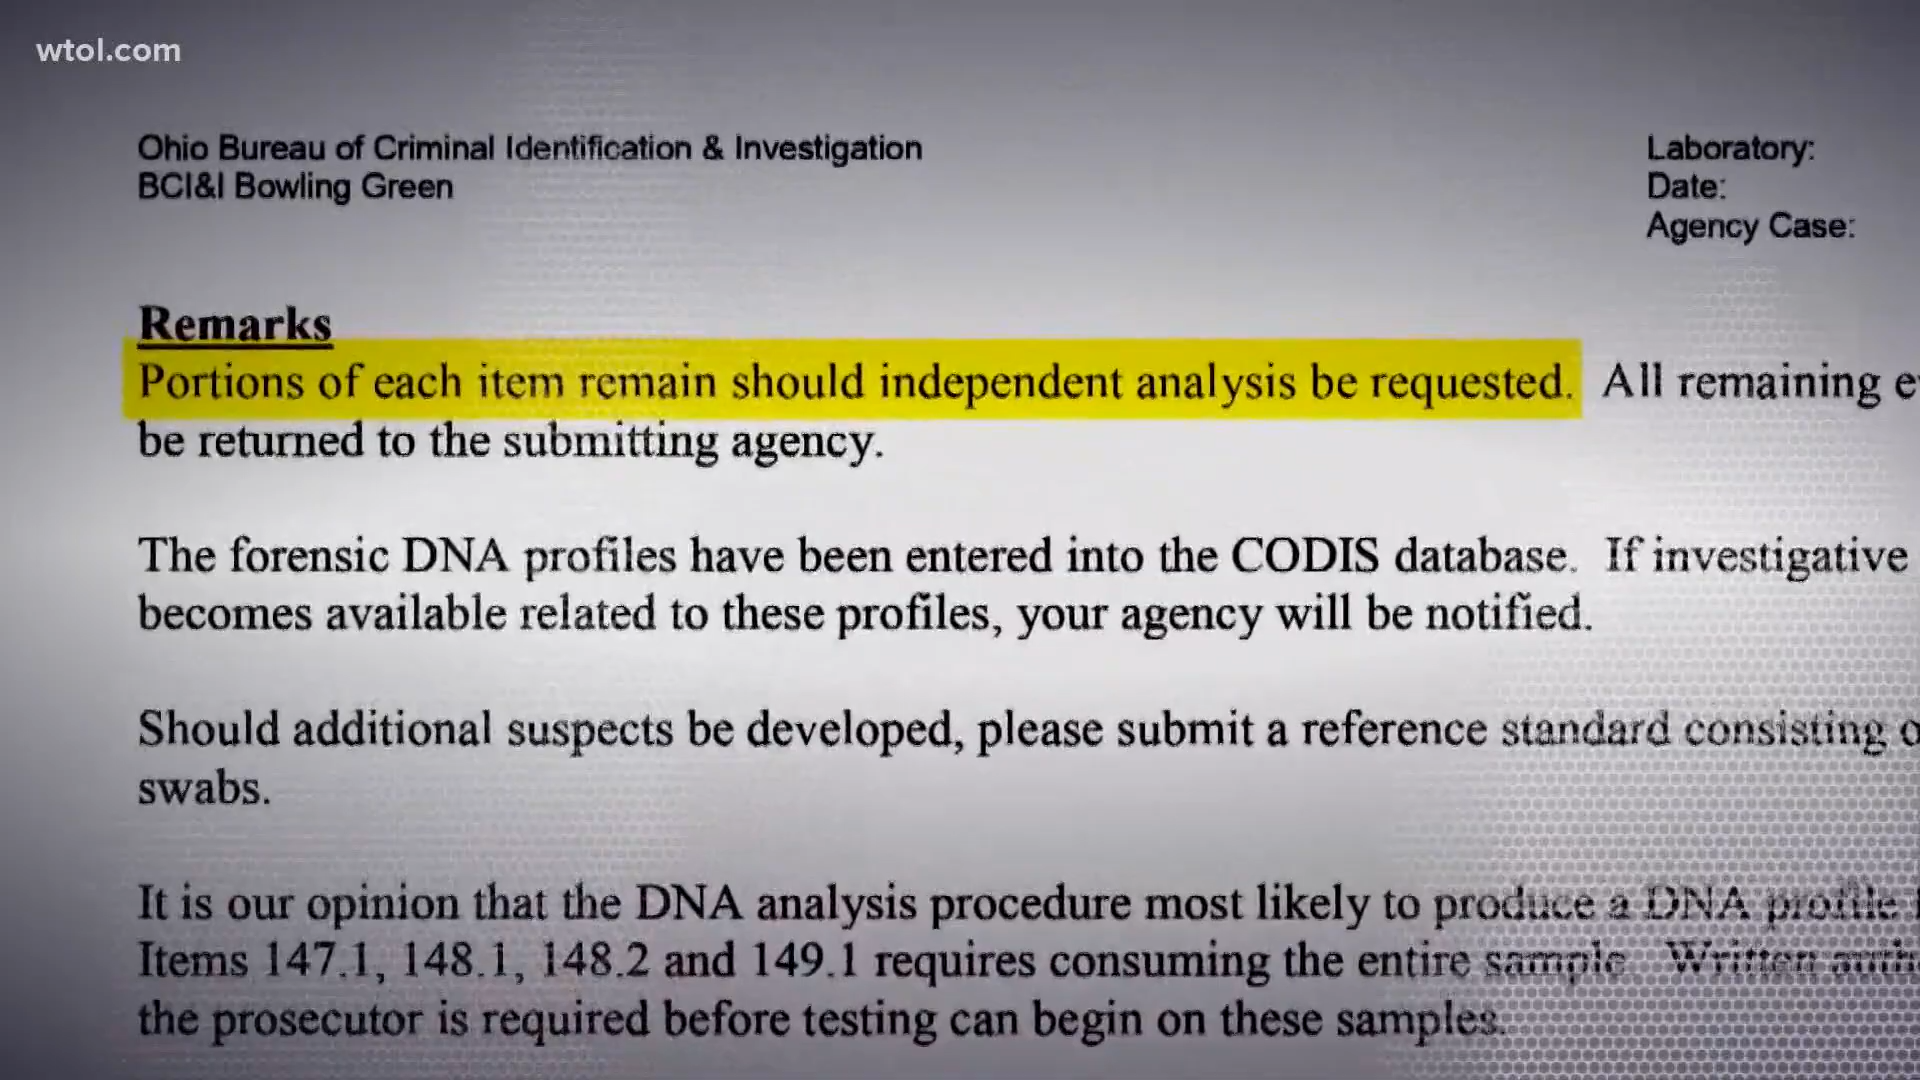 wtol.com
Ohio Bureau of Criminal Identification & Investigation
BCI&I Bowling Green
Laboratory:
Date:
Agency Case:
Remarks
Portions of each item remain should independent analysis be requested. All remaining
be returned to the submitting agency.
The forensic DNA profiles have been entered into the CODIS database. If investigative
becomes available related to these profiles, your agency will be notified.
Should additional suspects be developed, please submit a reference standard consisting
swabs.
It is our opinion that the DNA analysis procedure most likely to produce a DNA profile
Items 147.1, 148.1, 148.2 and 149.1 requires consuming the entire sample. Written
the prosecutor is required before testing can begin on these samples.